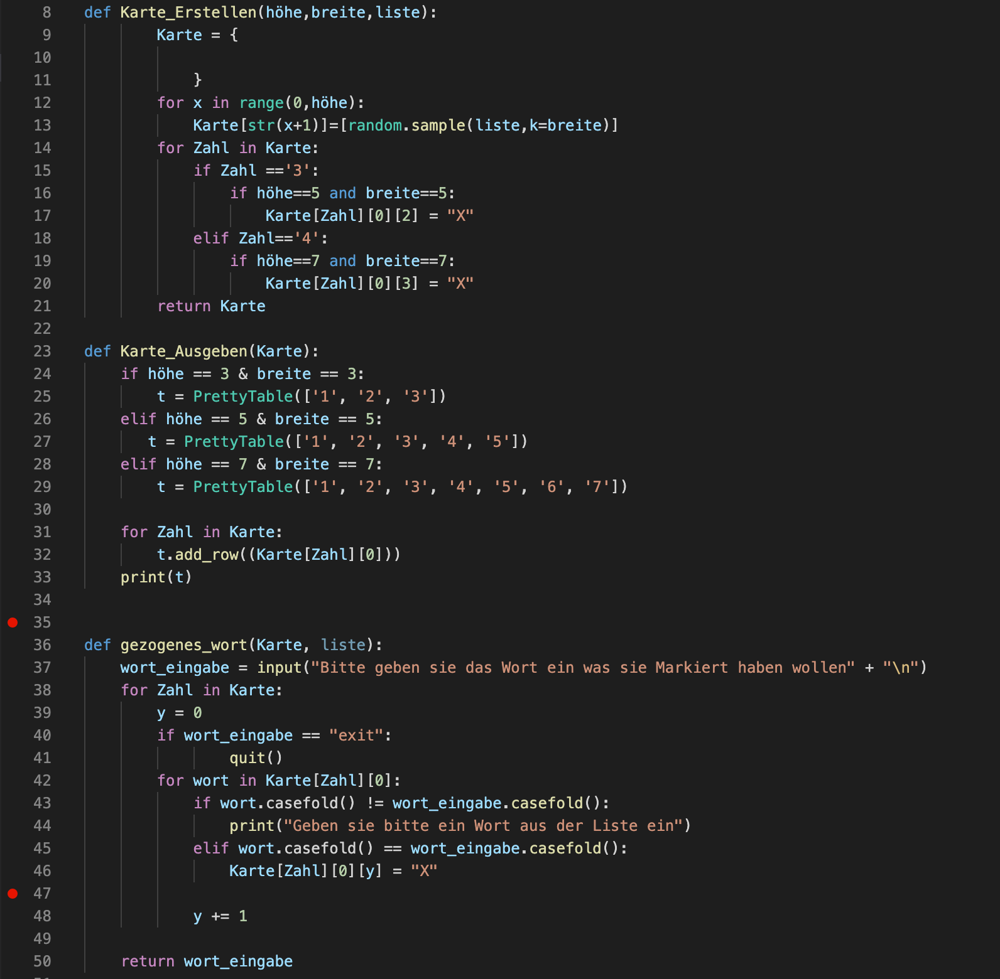 8 def Karte_Erstellen(höhe,breite,liste):
9 Karte = {
10
11 }
12 for x in range(0,höhe):
13 Karte[str(x+1)]=[random.sample(liste,k=breite)]
14 for Zahl in Karte:
15 if Zahl =='3':
16 if höhe==5 and breite==5:
17 Karte[Zahl][0][2] = "X"
18 elif Zahl=='4':
19 if höhe==7 and breite==7:
20 Karte[Zahl][0][3] = "X"
21 return Karte
22
23 def Karte_Ausgeben(Karte):
24 if höhe == 3 & breite == 3:
25 t = PrettyTable(['1', '2', '3'])
26 elif höhe == 5 & breite == 5:
27 t = PrettyTable(['1', '2', '3', '4', '5'])
28 elif höhe == 7 & breite == 7:
29 t = PrettyTable(['1', '2', '3', '4', '5', '6', '7'])
30
31 for Zahl in Karte:
32 t.add_row((Karte[Zahl][0]))
33 print(t)
34
35
36 def gezogenes_wort(Karte, liste):
37 wort_eingabe = input("Bitte geben sie das Wort ein was sie Markiert haben wollen" + "\n")
38 for Zahl in Karte:
39 y = 0
40 if wort_eingabe == "exit":
41 quit()
42 for wort in Karte[Zahl][0]:
43 if wort.casefold() != wort_eingabe.casefold():
44 print("Geben sie bitte ein Wort aus der Liste ein")
45 elif wort.casefold() == wort_eingabe.casefold():
46 Karte[Zahl][0][y] = "X"
47
48 y += 1
49
50 return wort_eingabe